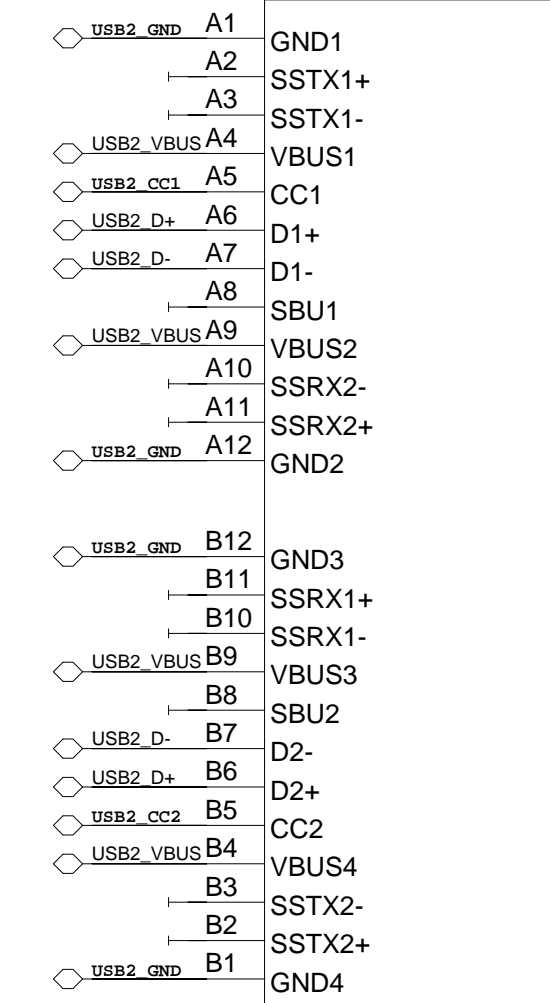 USB2_GND A1 GND1
A2 SSTX1+
A3 SSTX1-
USB2_VBUS A4 VBUS1
USB2_CC1 A5 CC1
USB2_D+ A6 D1+
USB2_D- A7 D1-
A8 SBU1
USB2_VBUS A9 VBUS2
A10 SSRX2-
A11 SSRX2+
USB2_GND A12 GND2
USB2_GND B12 GND3
B11 SSRX1+
B10 SSRX1-
USB2_VBUS B9 VBUS3
B8 SBU2
USB2_D- B7 D2-
USB2_D+ B6 D2+
USB2_CC2 B5 CC2
USB2_VBUS B4 VBUS4
B3 SSTX2-
B2 SSTX2+
USB2_GND B1 GND4